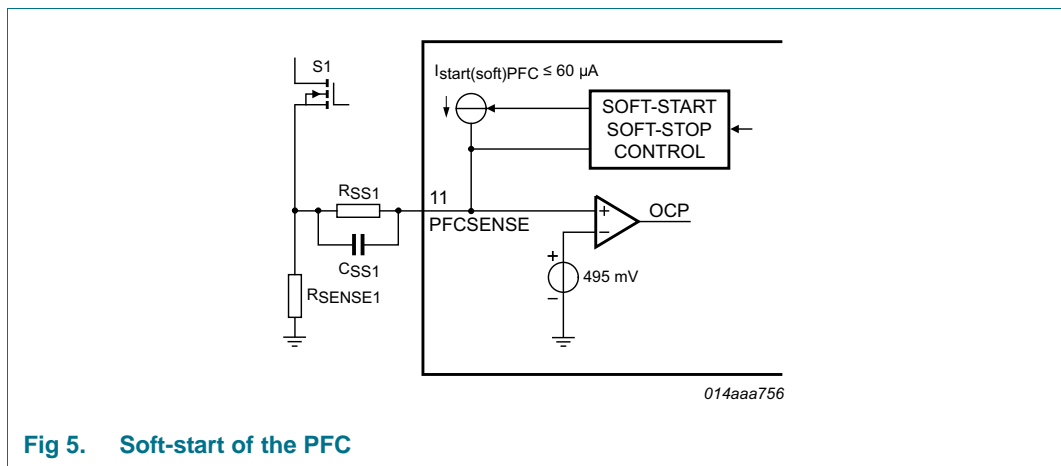 S1
Istart(soft)PFC ≤ 60 μA
SOFT-START
SOFT-STOP
CONTROL
RSS1
11
PFCSENSE
CSS1
+
−
OCP
+
495 mV
−
RSENSE1
014aaa756
Fig 5. Soft-start of the PFC